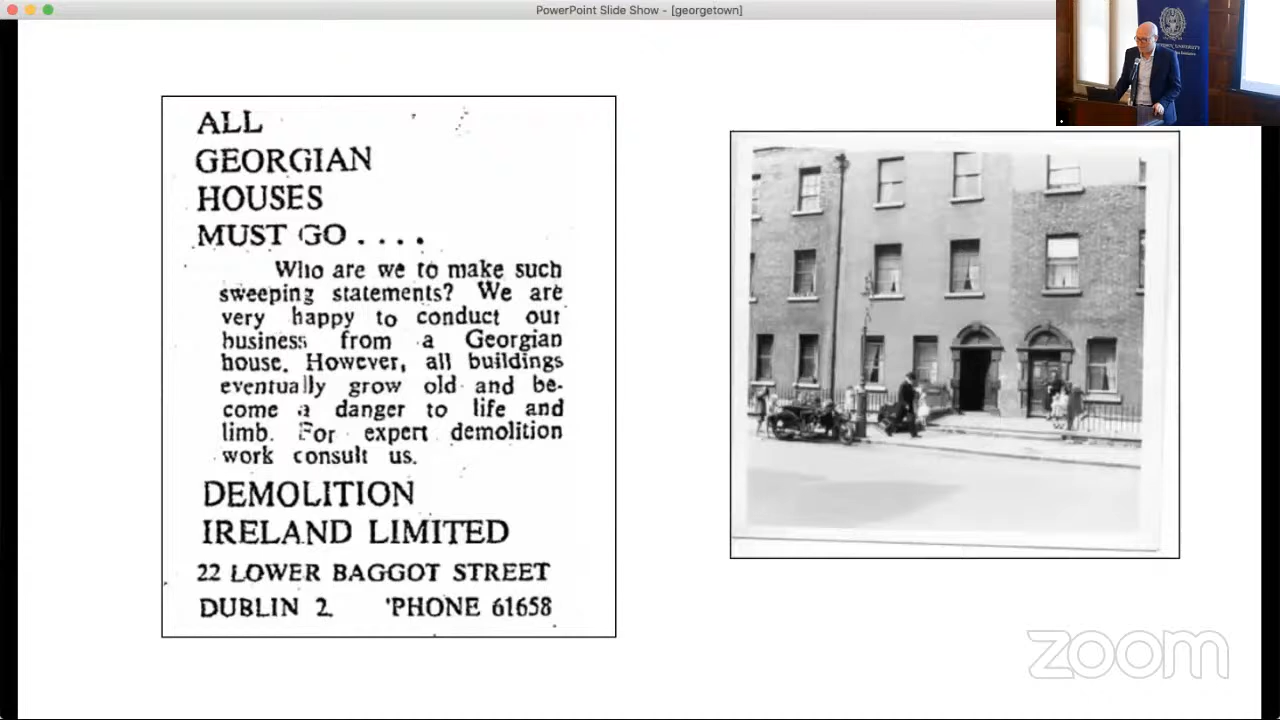 PowerPoint Slide Show - [georgetown]
ALL
GEORGIAN
HOUSES
MUST GO . . . .
Who are we to make such
sweeping statements? We are
very happy to conduct our
business from a Georgian
house. However, all buildings
eventually grow old and be-
come a danger to life and
limb. For expert demolition
work consult us.
DEMOLITION
IRELAND LIMITED
22 LOWER BAGGOT STREET
DUBLIN 2. 'PHONE 61658
UNIVERSITY
zoom